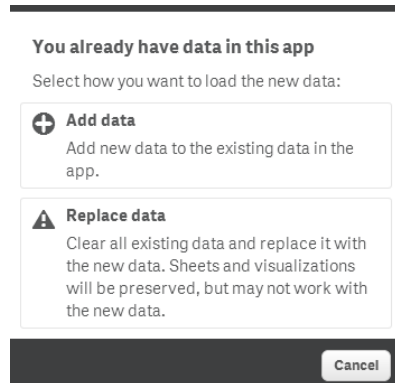 You already have data in this app
Select how you want to load the new data:
Add data
Add new data to the existing data in the
app.
Replace data
Clear all existing data and replace it with
the new data. Sheets and visualizations
will be preserved, but may not work with
the new data.
Cancel